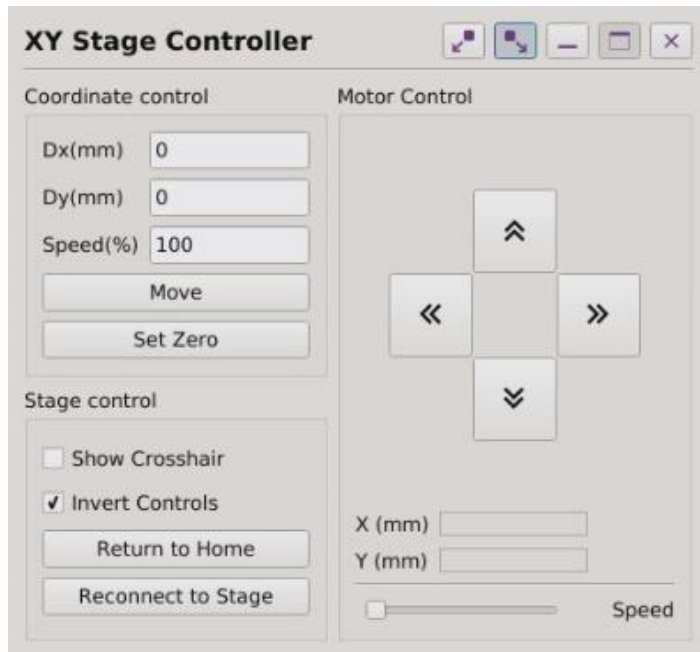 XY Stage Controller
Coordinate control
Dx(mm) 0
Dy(mm) 0
Speed(%) 100
Move
Set Zero
Stage control
Show Crosshair
Invert Controls
Return to Home
Reconnect to Stage
Motor Control
X (mm)
Y (mm)
Speed